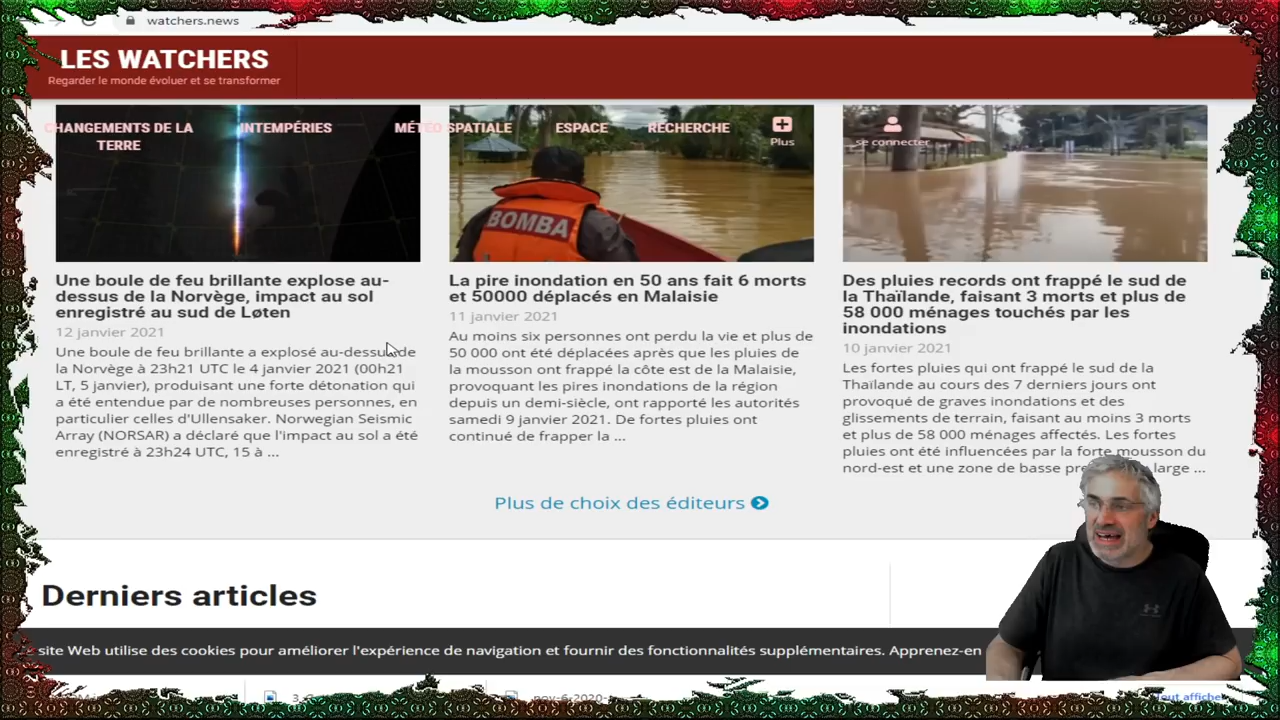 watchers.news
LES WATCHERS
Regarder le monde évoluer et se transformer
CHANGEMENTS DE LA
TERRE
INTEMPÉRIES
MÉTÉO SPATIALE
ESPACE
RECHERCHE
Plus
se connecter
BOMBA
Une boule de feu brillante explose au-
dessus de la Norvège, impact au sol
enregistré au sud de Løten
12 janvier 2021
Une boule de feu brillante a explosé au-dessus de
la Norvège à 23h21 UTC le 4 janvier 2021 (00h21
LT, 5 janvier), produisant une forte détonation qui
a été entendue par de nombreuses personnes, en
particulier celles d'Ullensaker. Norwegian Seismic
Array (NORSAR) a déclaré que l'impact au sol a été
enregistré à 23h24 UTC, 15 à ...
La pire inondation en 50 ans fait 6 morts
et 50000 déplacés en Malaisie
11 janvier 2021
Au moins six personnes ont perdu la vie et plus de
50 000 ont été déplacées après que les pluies de
la mousson ont frappé la côte est de la Malaisie,
provoquant les pires inondations de la région
depuis un demi-siècle, ont rapporté les autorités
samedi 9 janvier 2021. De fortes pluies ont
continué de frapper la ...
Des pluies records ont frappé le sud de
la Thaïlande, faisant 3 morts et plus de
58 000 ménages touchés par les
inondations
10 janvier 2021
Les fortes pluies qui ont frappé le sud de la
Thaïlande au cours des 7 derniers jours ont
provoqué de graves inondations et des
glissements de terrain, faisant au moins 3 morts
et plus de 58 000 ménages affectés. Les fortes
pluies ont été influencées par la forte mousson du
nord-est et une zone de basse large ...
Plus de choix des éditeurs
Derniers articles
site Web utilise des cookies pour améliorer l'expérience de navigation et fournir des fonctionnalités supplémentaires. Apprenez-en
nov-6-2020-
out affiche